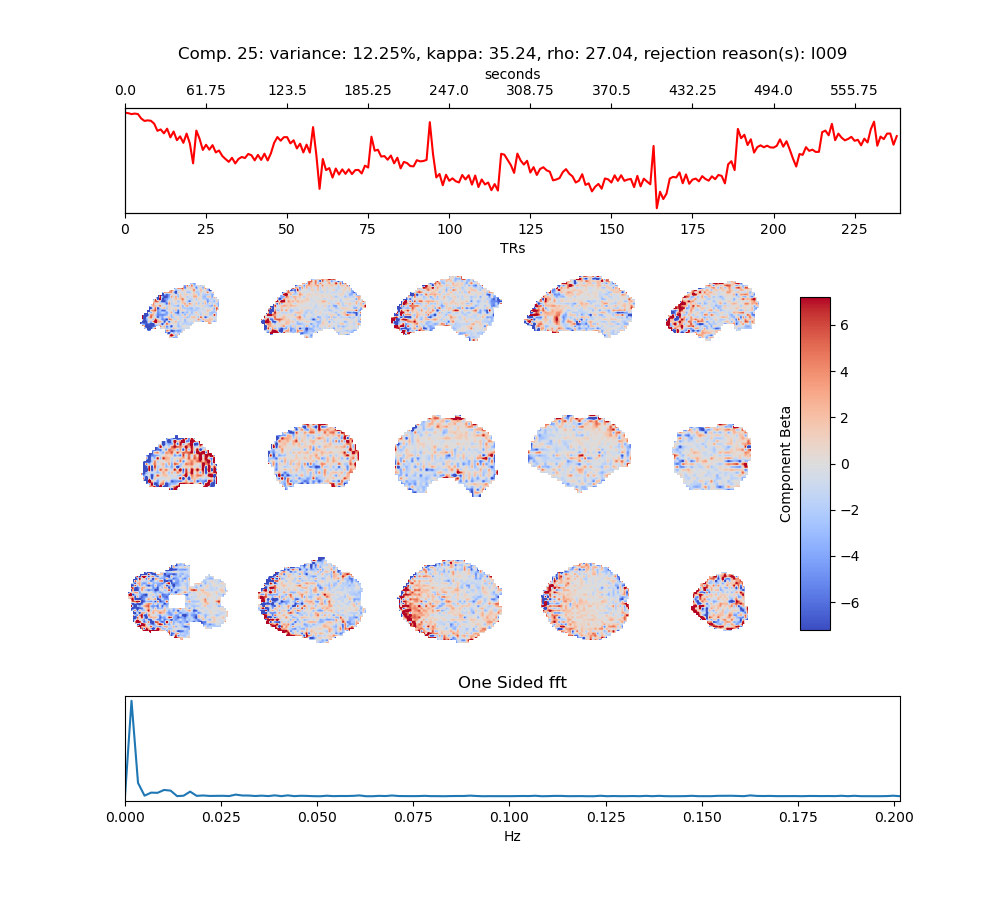 Comp. 25: variance: 12.25%, kappa: 35.24, rho: 27.04, rejection reason(s): I009
seconds
0.0 61.75 123.5 185.25 247.0 308.75 370.5 432.25 494.0 555.75
0 25 50 75 100 125 150 175 200 225
TRs
6
4
2
0
−2
−4
−6
Component Beta
One Sided fft
0.000 0.025 0.050 0.075 0.100 0.125 0.150 0.175 0.200
Hz